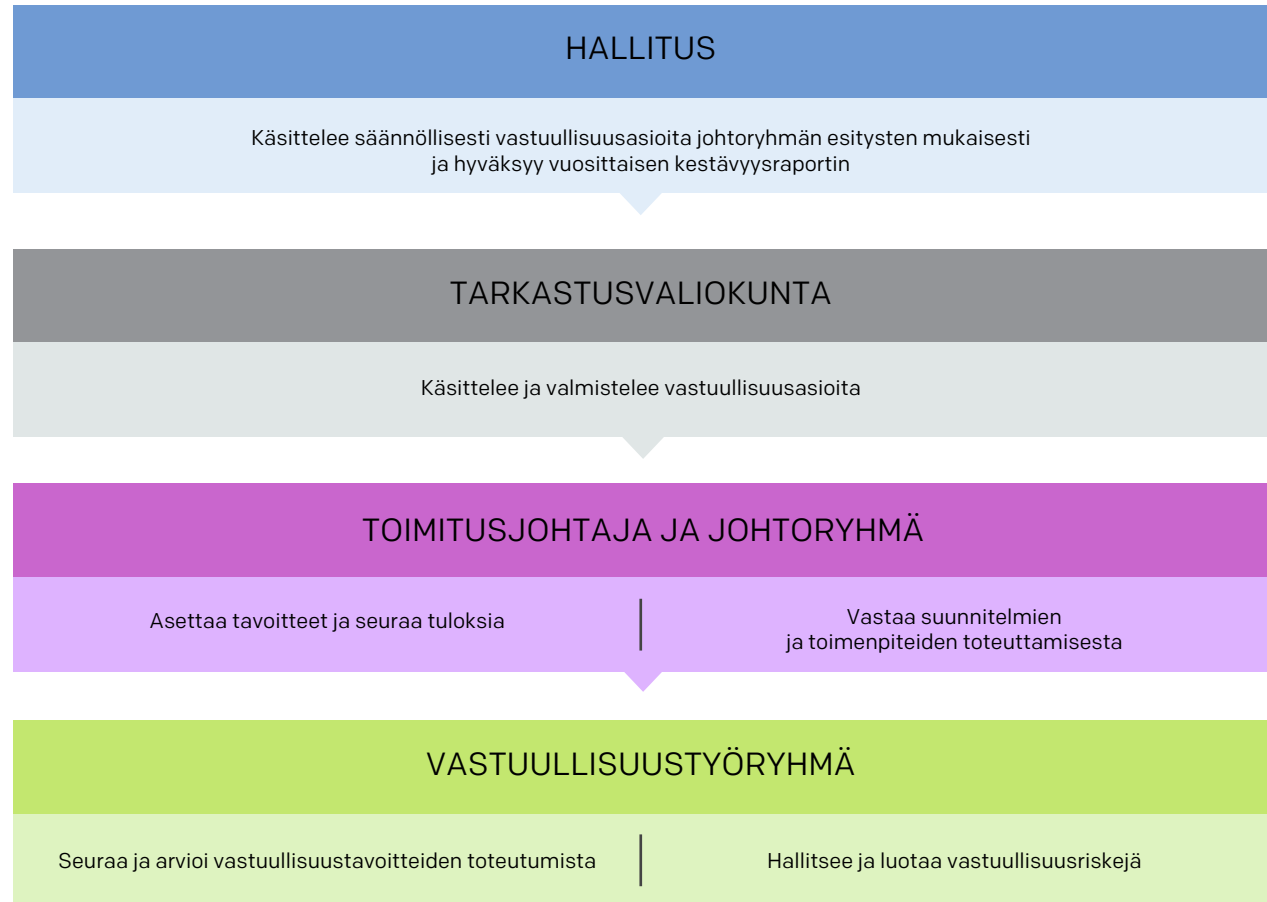 HALLITUS
Käsittelee säännöllisesti vastuullisuusasioita johtoryhmän esitysten mukaisesti
ja hyväksyy vuosittaisen kestävyysraportin
TARKASTUSVALIOKUNTA
Käsittelee ja valmistelee vastuullisuusasioita
TOIMITUSJOHTAJA JA JOHTORYHMÄ
Asettaa tavoitteet ja seuraa tuloksia
Vastaa suunnitelmien
ja toimenpiteiden toteuttamisesta
VASTUULLISUUSTYÖRYHMÄ
Seuraa ja arvioi vastuullisuustavoitteiden toteutumista
Hallitsee ja luotaa vastuullisuusriskejä